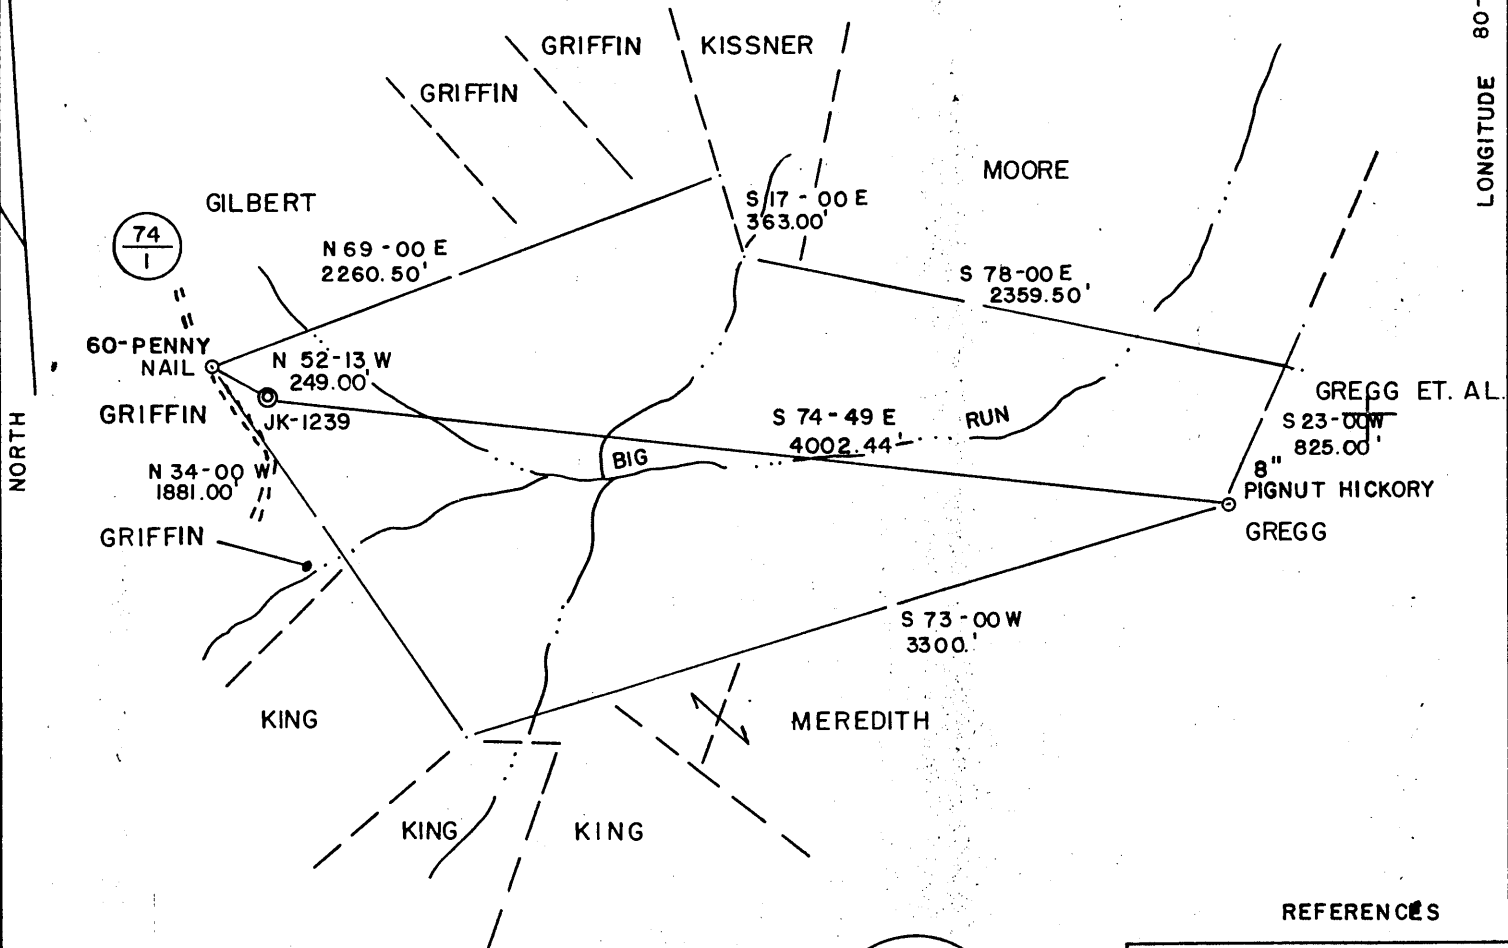 GRIFFIN
KISSNER
GRIFFIN
LONGITUDE 80-
MOORE
GILBERT
S 17-00 E
363.00'
74
1
N 69-00 E
2260.50'
S 78-00 E
2359.50'
60-PENNY
NAIL
N 52-13 W
249.00'
JK-1239
GRIFFIN
GREGG ET. AL.
S 23-00 W
825.00'
S 74-49 E
4002.44'
RUN
BIG
NORTH
N 34-00 W
1881.00'
8"
PIGNUT HICKORY
GREGG
GRIFFIN
S 73-00 W
3300.'
KING
MEREDITH
KING
KING
REFERENCES